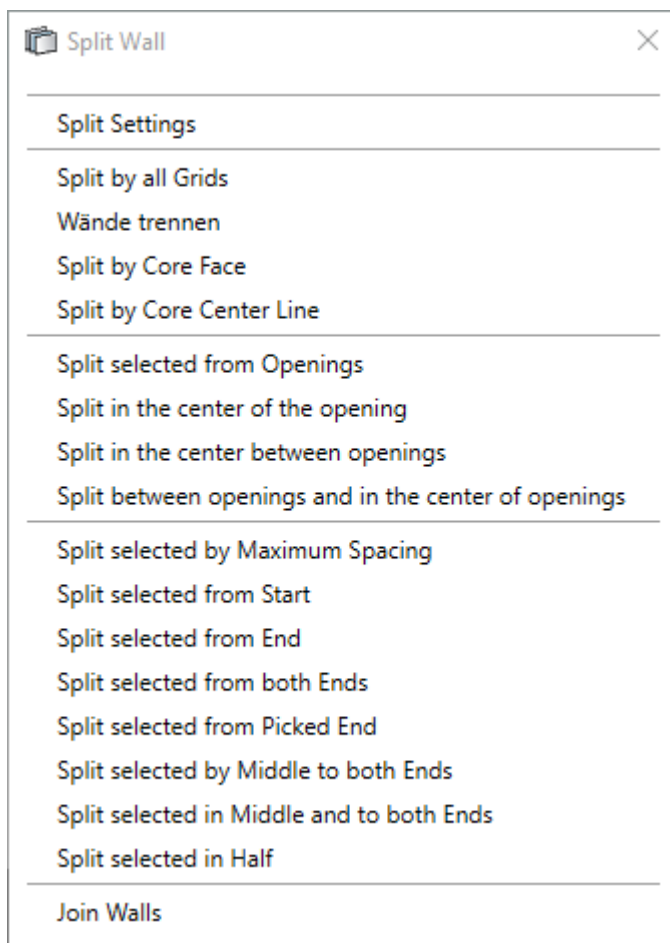 Split Wall
Split Settings
Split by all Grids
Wände trennen
Split by Core Face
Split by Core Center Line
Split selected from Openings
Split in the center of the opening
Split in the center between openings
Split between openings and in the center of openings
Split selected by Maximum Spacing
Split selected from Start
Split selected from End
Split selected from both Ends
Split selected from Picked End
Split selected by Middle to both Ends
Split selected in Middle and to both Ends
Split selected in Half
Join Walls